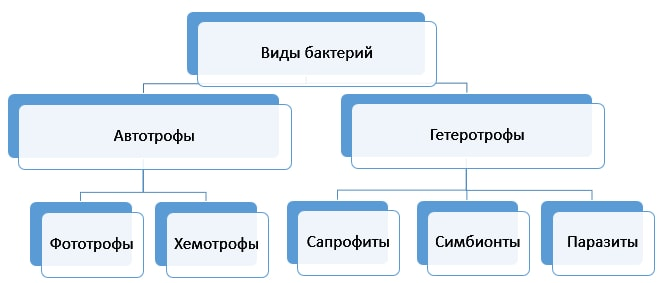 Виды бактерий
Автотрофы
Гетеротрофы
Фототрофы
Хемотрофы
Сапрофиты
Симбионты
Паразиты